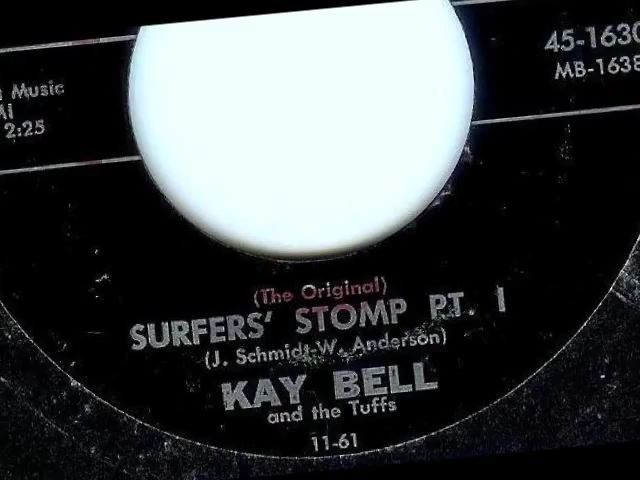 Music
MI
2:25
45-1630
MB-1638
(The Original)
SURFERS' STOMP PT. I
(J. Schmidt-W. Anderson)
KAY BELL
and the Tuffs
11-61